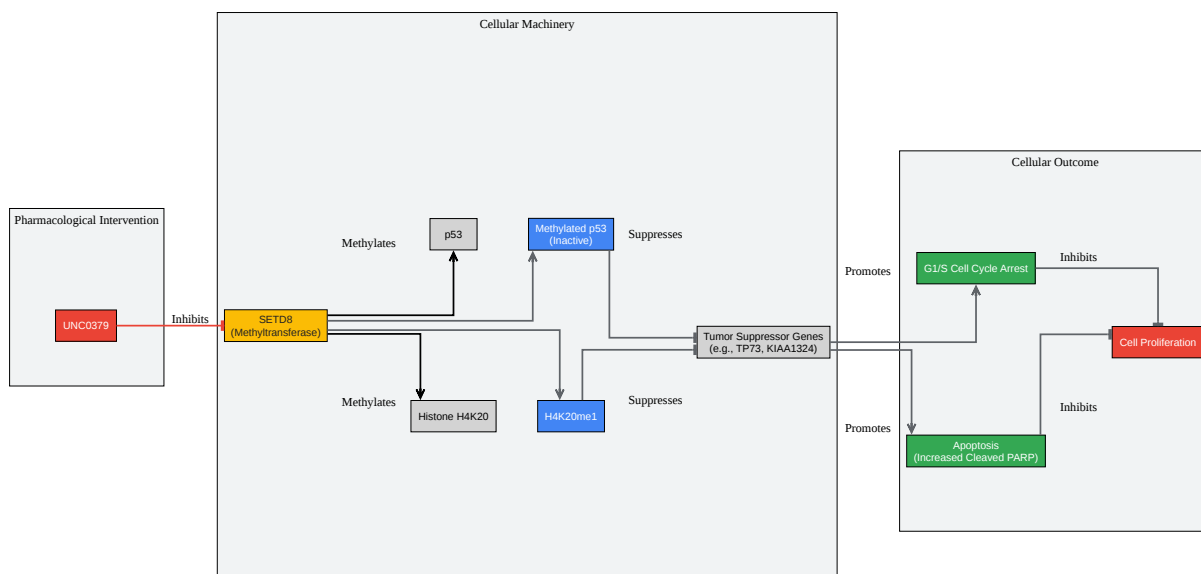 Cellular Machinery
Cellular Outcome
Pharmacological Intervention
p53
Methylated p53
(Inactive)
Suppresses
Methylates
Promotes
G1/S Cell Cycle Arrest
Inhibits
UNC0379
Inhibits
SETD8
(Methyltransferase)
Tumor Suppressor Genes
(e.g., TP73, KIAA1324)
Cell Proliferation
Methylates
Histone H4K20
H4K20me1
Suppresses
Inhibits
Promotes
Apoptosis
(Increased Cleaved PARP)